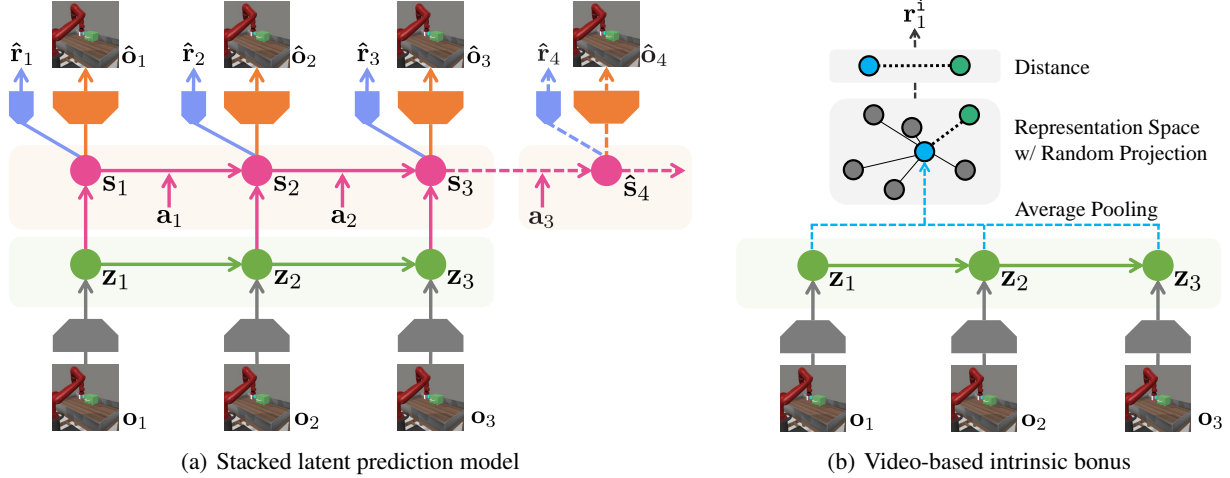 r̂₁ ô₁ r̂₂ ô₂ r̂₃ ô₃ r̂₄ ô₄
s₁ s₂ s₃ ŝ₄
a₁ a₂ a₃
z₁ z₂ z₃
o₁ o₂ o₃
(a) Stacked latent prediction model
r₁ⁱ
Distance
Representation Space
w/ Random Projection
Average Pooling
z₁ z₂ z₃
o₁ o₂ o₃
(b) Video-based intrinsic bonus